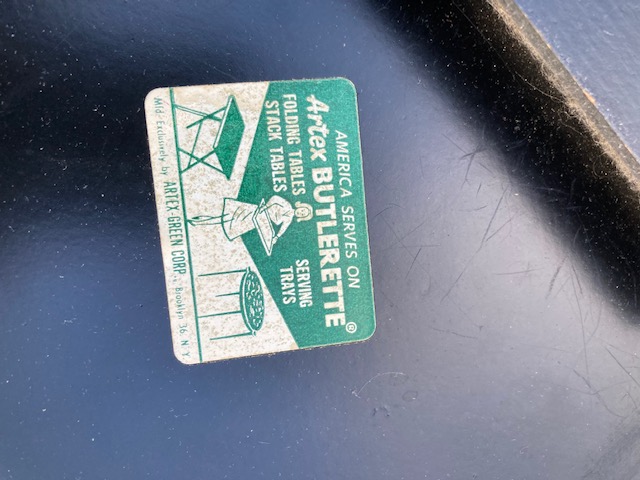 AMERICA SERVES ON
Artex BUTLERETTE®
FOLDING TABLES
STACK TABLES
SERVING
TRAYS
Mfd. Exclusively by ARTEX-GREEN CORP., Brooklyn 36, N. Y.